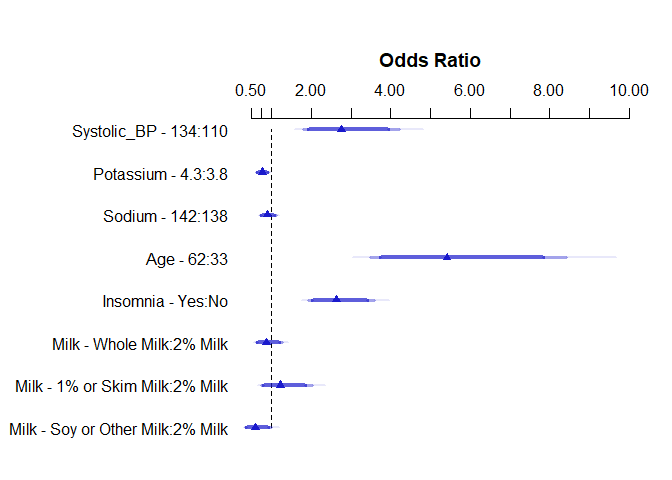 Odds Ratio
0.50 2.00 4.00 6.00 8.00 10.00
Systolic_BP - 134:110
Potassium - 4.3:3.8
Sodium - 142:138
Age - 62:33
Insomnia - Yes:No
Milk - Whole Milk:2% Milk
Milk - 1% or Skim Milk:2% Milk
Milk - Soy or Other Milk:2% Milk